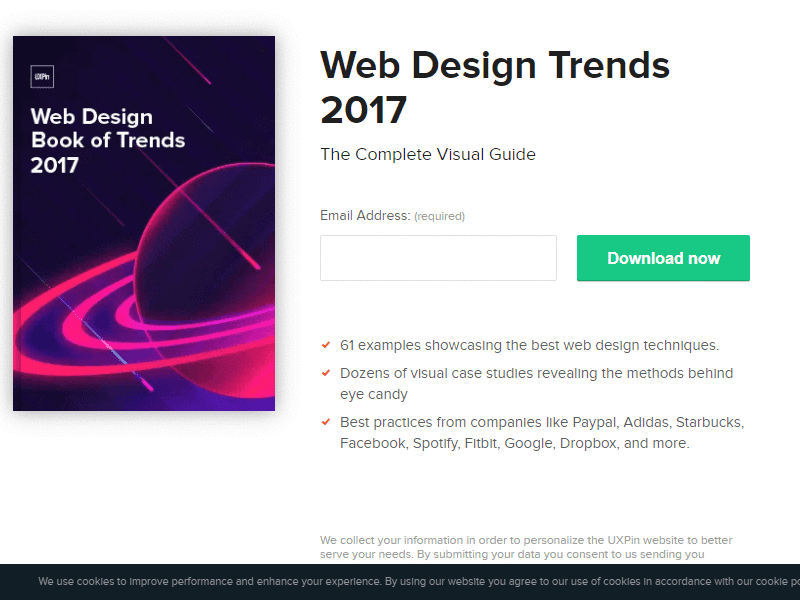 UXPin
Web Design
Book of Trends
2017
Web Design Trends
2017
The Complete Visual Guide
Email Address: (required)
Download now
61 examples showcasing the best web design techniques.
Dozens of visual case studies revealing the methods behind
eye candy
Best practices from companies like Paypal, Adidas, Starbucks,
Facebook, Spotify, Fitbit, Google, Dropbox, and more.
We collect your information in order to personalize the UXPin website to better
serve your needs. By submitting your data you consent to us sending you
We use cookies to improve performance and enhance your experience. By using our website you agree to our use of cookies in accordance with our cookie po